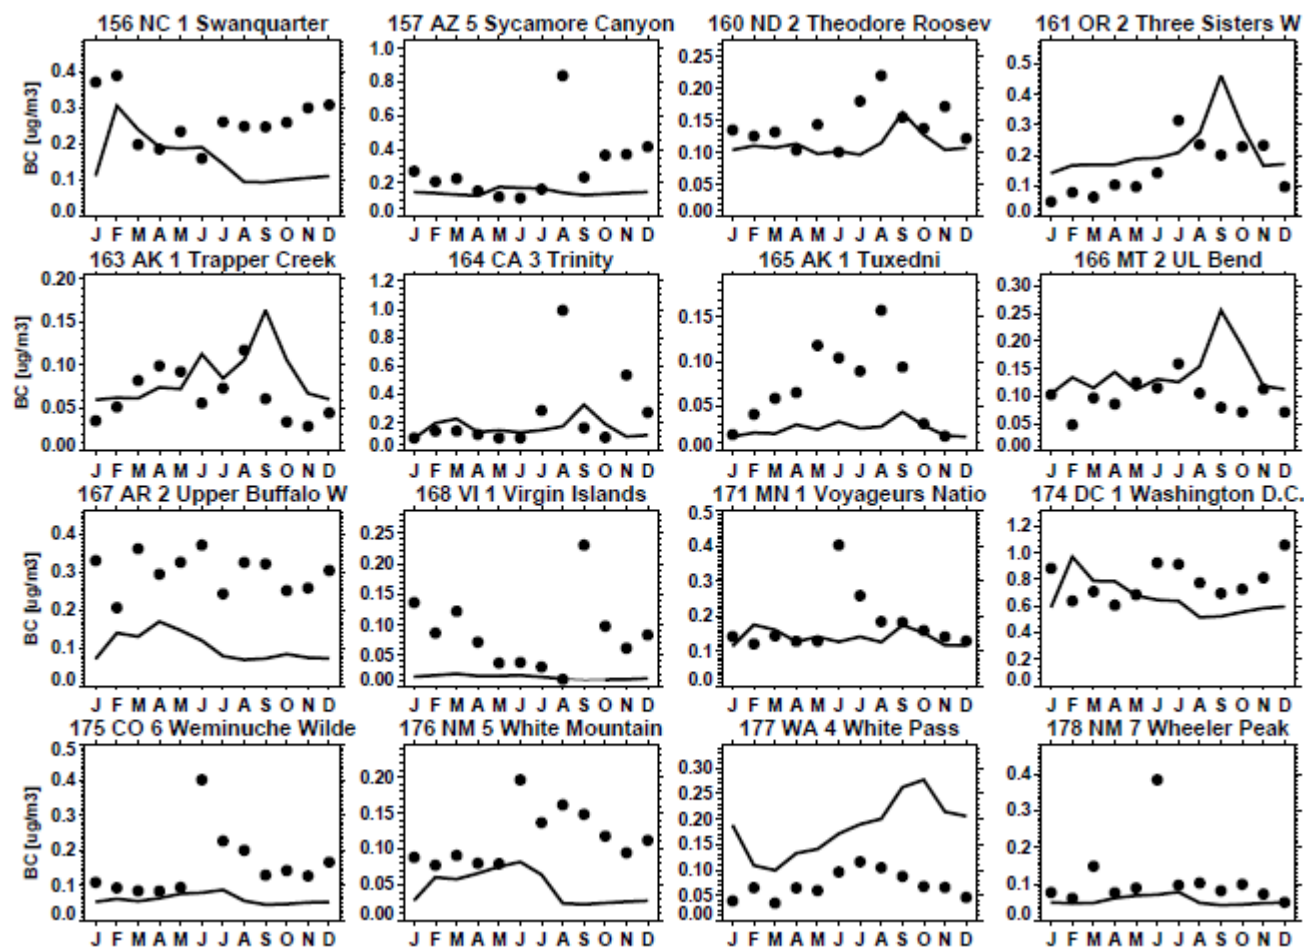 156 NC 1 Swanquarter
157 AZ 5 Sycamore Canyon
160 ND 2 Theodore Roosev
161 OR 2 Three Sisters W
BC [ug/m3]
0.4
0.3
0.2
0.1
0.0
1.0
0.8
0.6
0.4
0.2
0.0
0.25
0.20
0.15
0.10
0.05
0.00
0.5
0.4
0.3
0.2
0.1
0.0
J F M A M J J A S O N D
J F M A M J J A S O N D
J F M A M J J A S O N D
J F M A M J J A S O N D
163 AK 1 Trapper Creek
164 CA 3 Trinity
165 AK 1 Tuxedni
166 MT 2 UL Bend
BC [ug/m3]
0.20
0.15
0.10
0.05
0.00
1.2
1.0
0.8
0.6
0.4
0.2
0.0
0.15
0.10
0.05
0.00
0.30
0.25
0.20
0.15
0.10
0.05
0.00
J F M A M J J A S O N D
J F M A M J J A S O N D
J F M A M J J A S O N D
J F M A M J J A S O N D
167 AR 2 Upper Buffalo W
168 VI 1 Virgin Islands
171 MN 1 Voyageurs Natio
174 DC 1 Washington D.C.
BC [ug/m3]
0.4
0.3
0.2
0.1
0.0
0.25
0.20
0.15
0.10
0.05
0.00
0.5
0.4
0.3
0.2
0.1
0.0
1.2
1.0
0.8
0.6
0.4
0.2
0.0
J F M A M J J A S O N D
J F M A M J J A S O N D
J F M A M J J A S O N D
J F M A M J J A S O N D
175 CO 6 Weminuche Wilde
176 NM 5 White Mountain
177 WA 4 White Pass
178 NM 7 Wheeler Peak
BC [ug/m3]
0.5
0.4
0.3
0.2
0.1
0.0
0.20
0.15
0.10
0.05
0.00
0.30
0.25
0.20
0.15
0.10
0.05
0.00
0.4
0.3
0.2
0.1
0.0
J F M A M J J A S O N D
J F M A M J J A S O N D
J F M A M J J A S O N D
J F M A M J J A S O N D